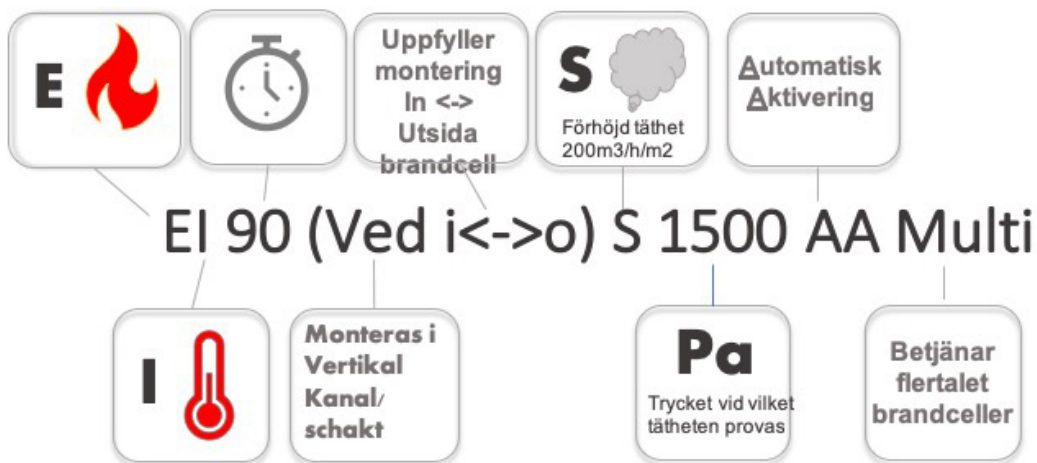 E
Uppfyller
montering
In <->
Utsida
brandcell
S
Förhöjd täthet
200m3/h/m2
Automatisk
Aktivering
EI 90 (Ved i<->o) S 1500 AA Multi
I
Monteras i
Vertikal
Kanal/
schakt
Pa
Trycket vid vilket
tätheten provas
Betjänar
flertalet
brandceller